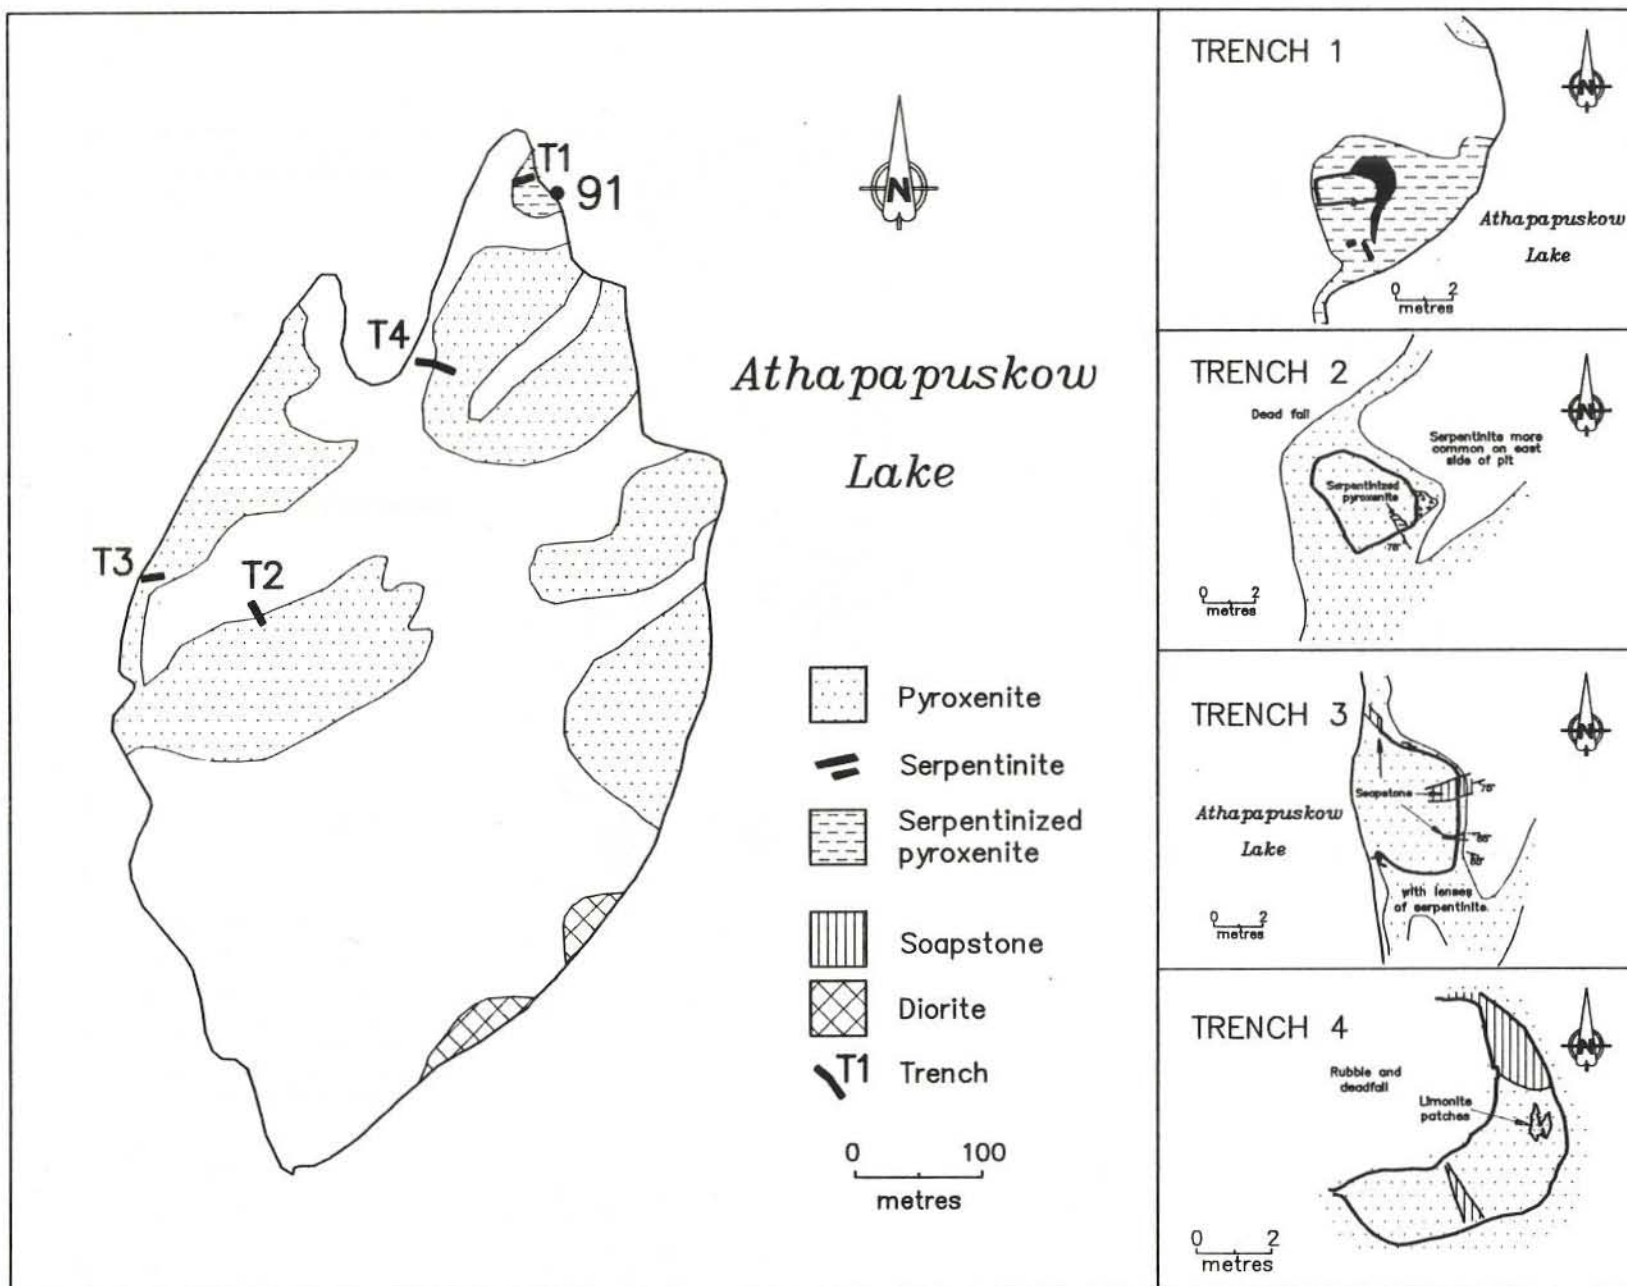 T1
91
N
T4
Athapapuskow
Lake
T3
T2
Pyroxenite
Serpentinite
Serpentinized
pyroxenite
Soapstone
Diorite
T1 Trench
0 100
metres
TRENCH 1
N
Athapapuskow
Lake
0 2
metres
TRENCH 2
N
Dead fall
Serpentinite more
common on east
side of pit
Serpentinized
pyroxenite
78°
0 2
metres
TRENCH 3
N
Soapstone
Athapapuskow
Lake
with lenses
of serpentinite.
0 2
metres
TRENCH 4
N
Rubble and
deadfall
Limonite
patches
0 2
metres